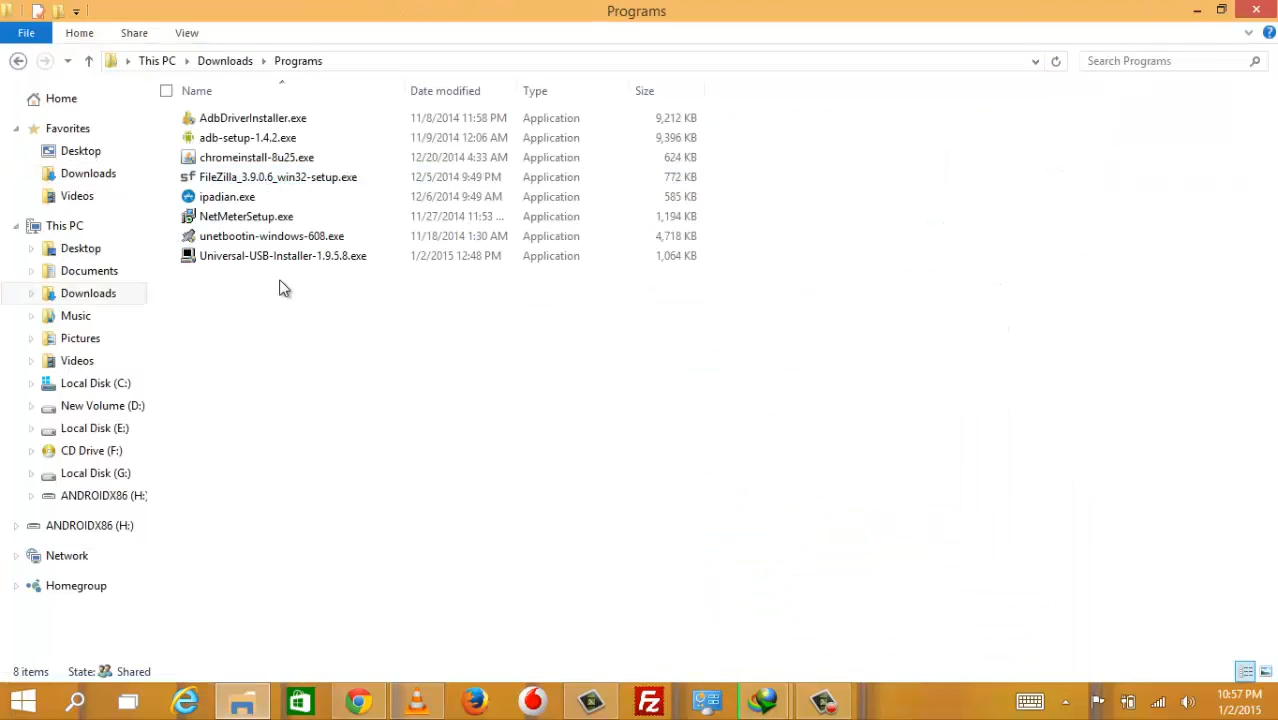 Programs
File Home Share View
This PC Downloads Programs Search Programs
Name Date modified Type Size
AdbDriverInstaller.exe 11/8/2014 11:58 PM Application 9,212 KB
adb-setup-1.4.2.exe 11/9/2014 12:06 AM Application 9,396 KB
chromeinstall-8u25.exe 12/20/2014 4:33 AM Application 624 KB
FileZilla_3.9.0.6_win32-setup.exe 12/5/2014 9:49 PM Application 772 KB
ipadian.exe 12/6/2014 9:49 AM Application 585 KB
NetMeterSetup.exe 11/27/2014 11:53 ... Application 1,194 KB
unetbootin-windows-608.exe 11/18/2014 1:30 AM Application 4,718 KB
Universal-USB-Installer-1.9.5.8.exe 1/2/2015 12:48 PM Application 1,064 KB
Home
Favorites
Desktop
Downloads
Videos
This PC
Desktop
Documents
Downloads
Music
Pictures
Videos
Local Disk (C:)
New Volume (D:)
Local Disk (E:)
CD Drive (F:)
Local Disk (G:)
ANDROIDX86 (H:)
ANDROIDX86 (H:)
Network
Homegroup
8 items State: Shared
10:57 PM
1/2/2015